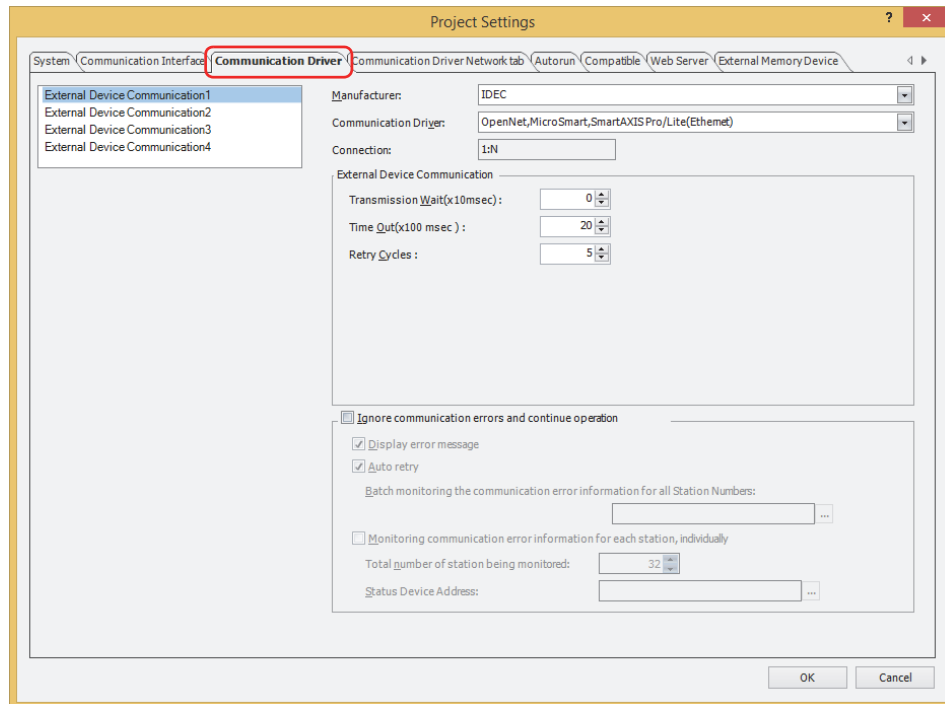 Project Settings
? ×
System Communication Interface Communication Driver Communication Driver Network tab Autorun Compatible Web Server External Memory Device
External Device Communication1
External Device Communication2
External Device Communication3
External Device Communication4
Manufacturer: IDEC
Communication Driver: OpenNet,MicroSmart,SmartAXIS Pro/Lite(Ethernet)
Connection: 1:N
External Device Communication
Transmission Wait(x10msec) : 0
Time Out(x100 msec ) : 20
Retry Cycles : 5
Ignore communication errors and continue operation
Display error message
Auto retry
Batch monitoring the communication error information for all Station Numbers:
...
Monitoring communication error information for each station, individually
Total number of station being monitored: 32
Status Device Address: ...
OK Cancel